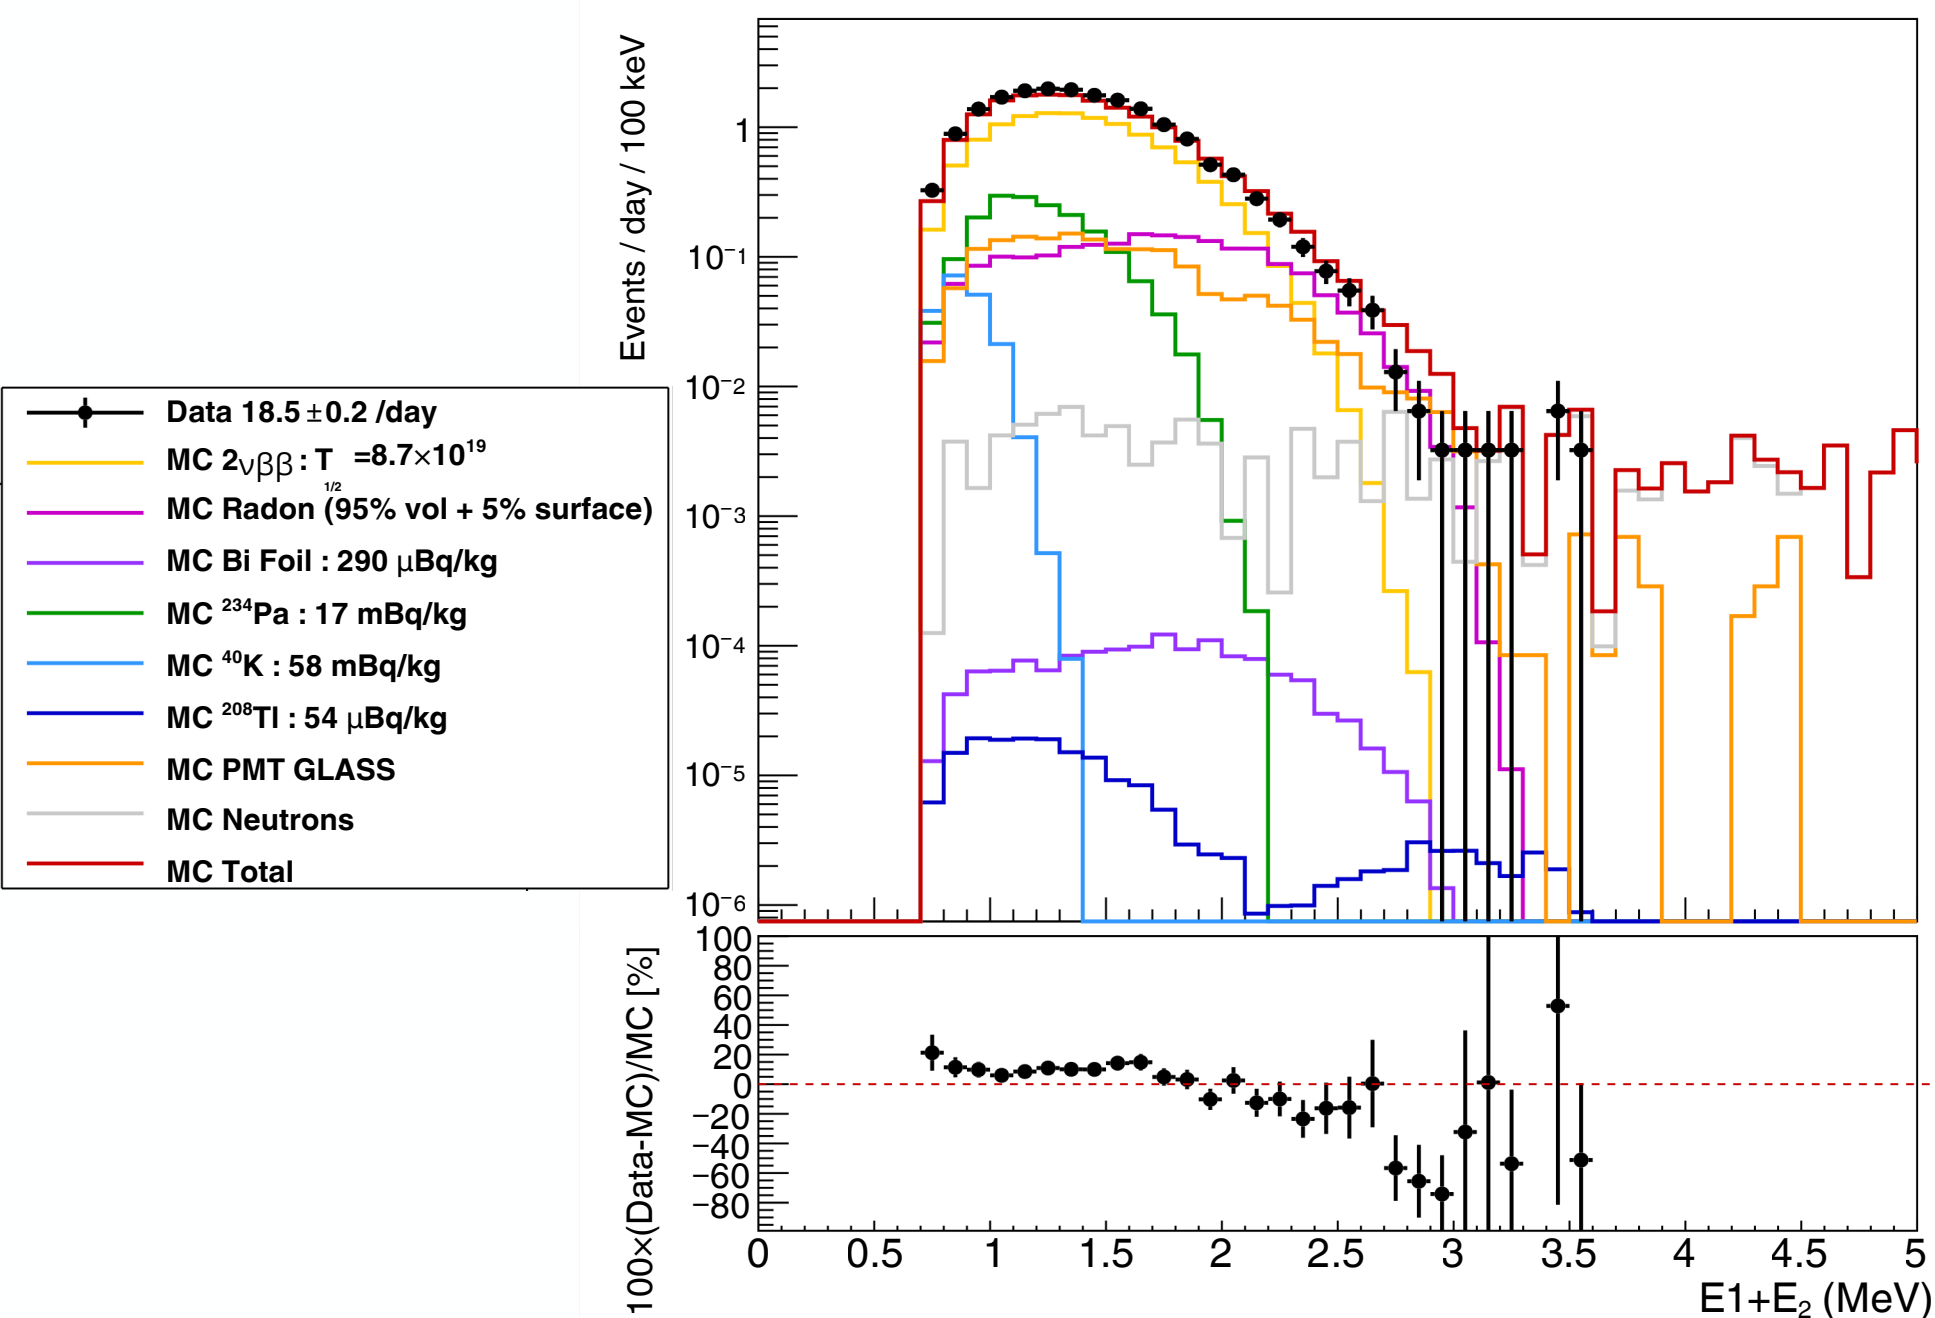 Events / day / 100 keV
1
10⁻¹
10⁻²
10⁻³
10⁻⁴
10⁻⁵
10⁻⁶
Data 18.5 ±0.2 /day
MC 2νββ : T1/2 =8.7×10¹⁹
MC Radon (95% vol + 5% surface)
MC Bi Foil : 290 μBq/kg
MC ²³⁴Pa : 17 mBq/kg
MC ⁴⁰K : 58 mBq/kg
MC ²⁰⁸Tl : 54 μBq/kg
MC PMT GLASS
MC Neutrons
MC Total
100×(Data-MC)/MC [%]
100
80
60
40
20
0
−20
−40
−60
−80
0 0.5 1 1.5 2 2.5 3 3.5 4 4.5 5
E1+E₂ (MeV)